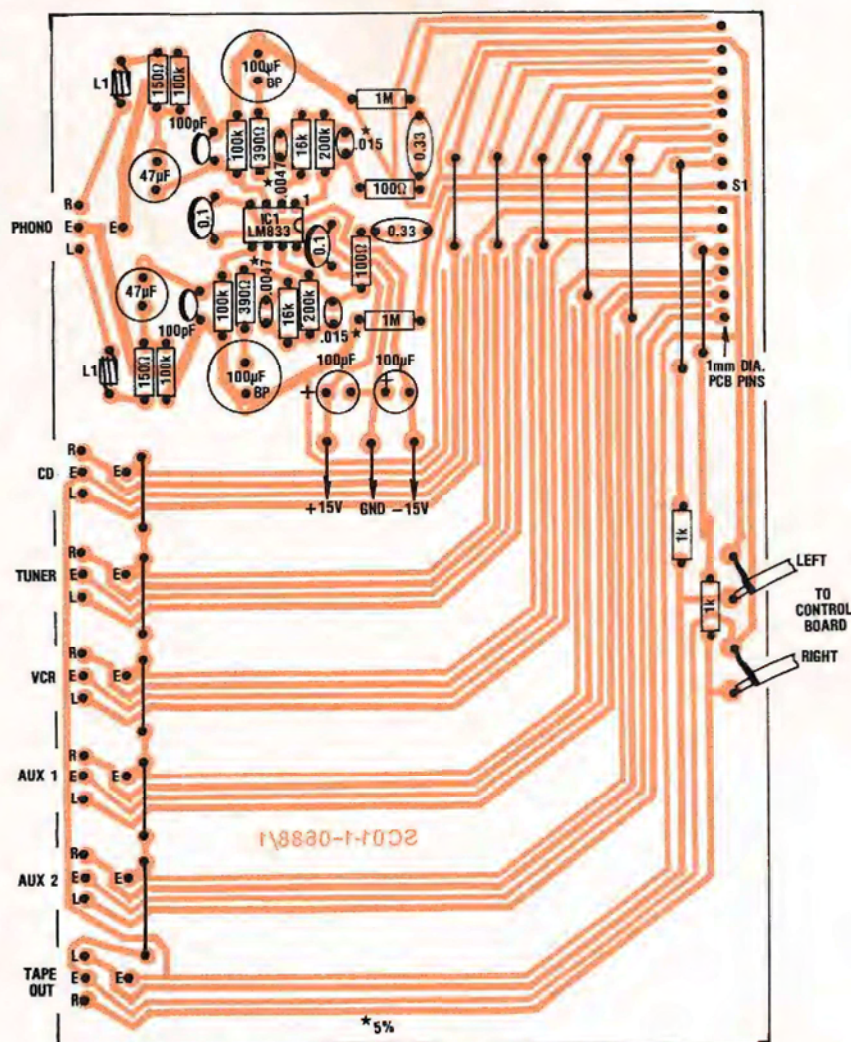 L1
150Ω
100k
100µF
BP
1M
100pF
100k
390Ω
16k
200k
★
.015
0.33
47µF
★
.0047
100Ω
S1
R
PHONO
E
E
L
0.1
IC1
LM833
1
0.1
100Ω
0.33
47µF
★
.0047
100pF
100k
390Ω
16k
200k
.015 ★
1M
L1
150Ω
100k
100µF
BP
100µF
100µF
+
+
1mm DIA.
PCB PINS
+15V
GND
-15V
R
CD
E
E
L
R
TUNER
E
E
L
1k
1k
LEFT
TO
CONTROL
BOARD
RIGHT
R
VCR
E
E
L
R
AUX 1
E
E
L
SC011-1-0688/1
R
AUX 2
E
E
L
L
TAPE
OUT
E
E
R
★5%